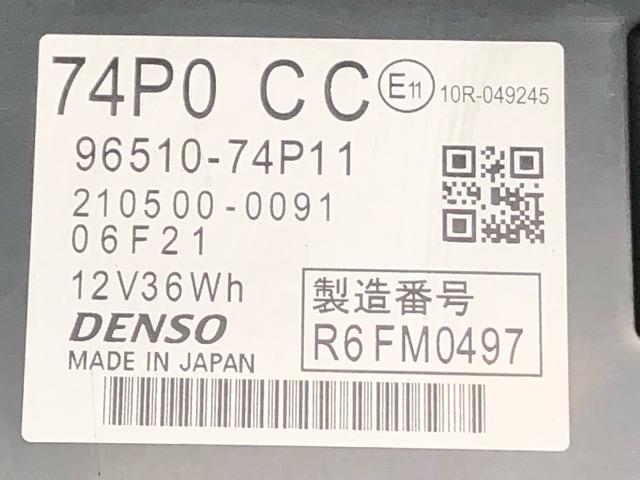 74P0 CC E11 10R-049245
96510-74P11
210500-0091
06F21
12V36Wh
製造番号
DENSO
R6FM0497
MADE IN JAPAN